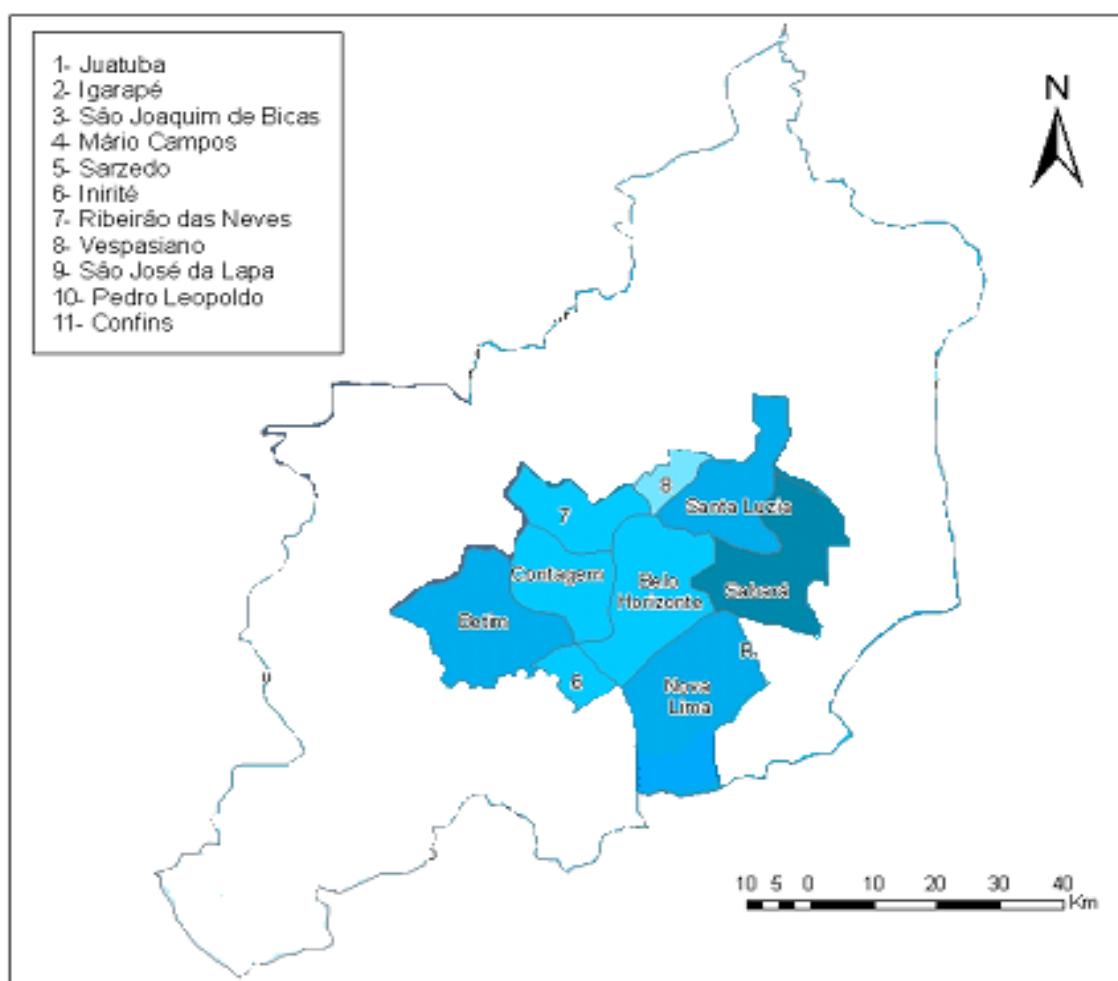 1- Juatuba
2- Igarapé
3- São Joaquim de Bicas
4- Mário Campos
5- Sarzedo
6- Inirité
7- Ribeirão das Neves
8- Vespasiano
9- São José da Lapa
10- Pedro Leopoldo
11- Confins
N
8
Santa Luzia
7
Contagem
Belo
Horizonte
Sabará
Betim
R.
6
Nova
Lima
10 5 0 10 20 30 40
Km